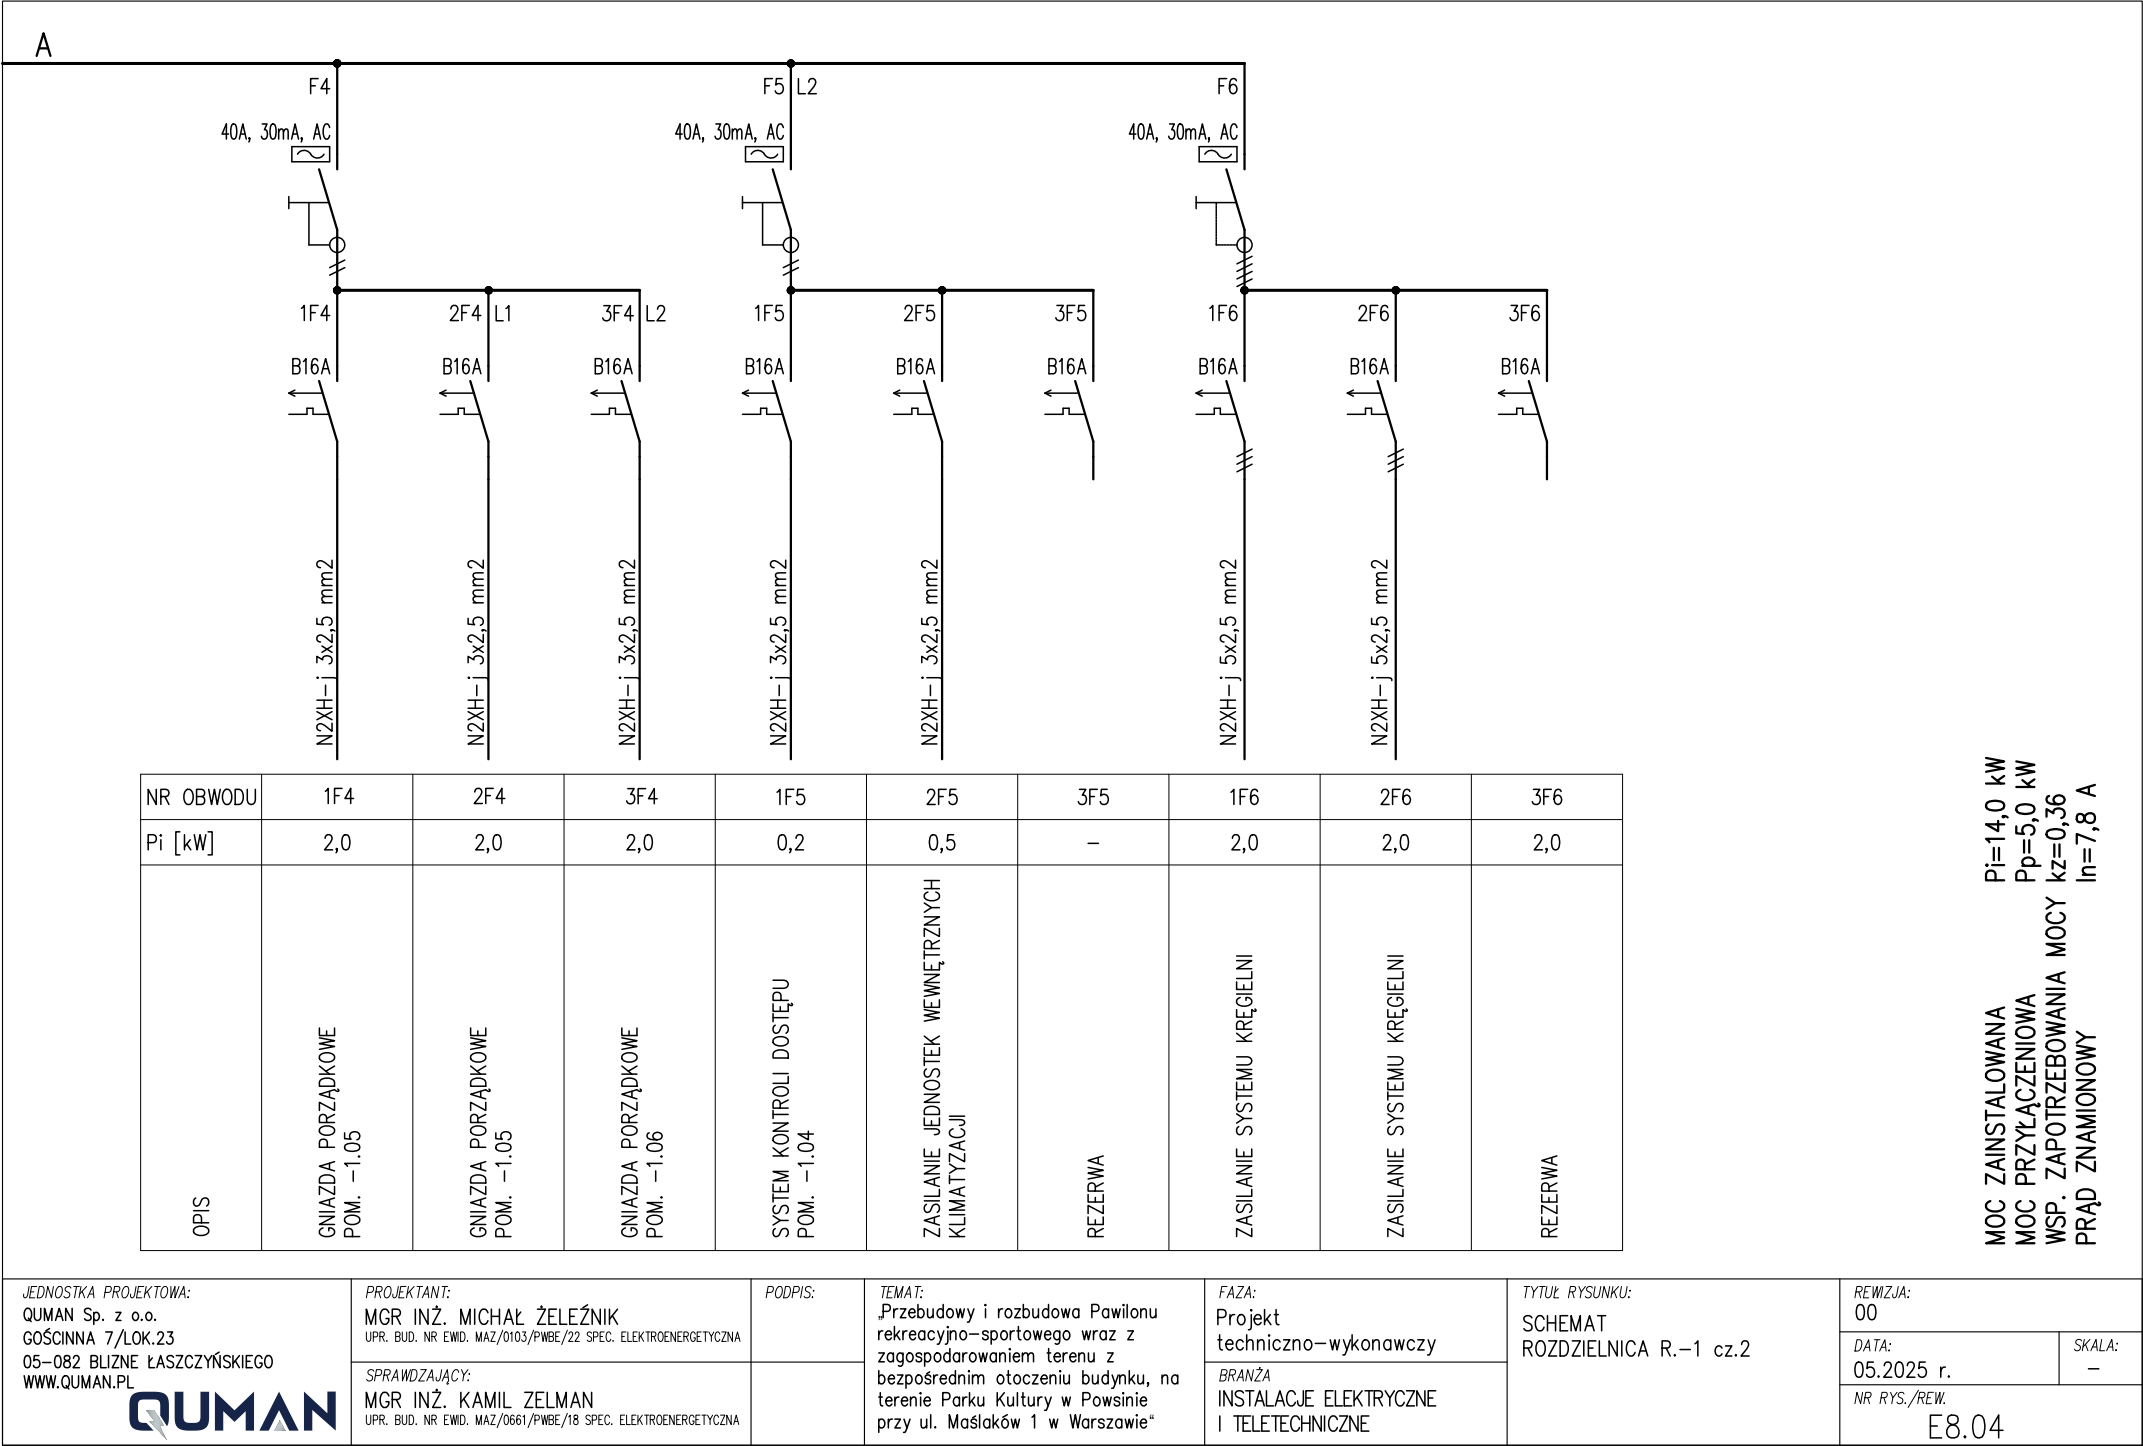 A
F4
F5 L2
F6
40A, 30mA, AC
40A, 30mA, AC
40A, 30mA, AC
1F4
2F4 L1
3F4 L2
1F5
2F5
3F5
1F6
2F6
3F6
B16A
B16A
B16A
B16A
B16A
B16A
B16A
B16A
B16A
N2XH-j 3x2,5 mm2
N2XH-j 3x2,5 mm2
N2XH-j 3x2,5 mm2
N2XH-j 3x2,5 mm2
N2XH-j 3x2,5 mm2
N2XH-j 5x2,5 mm2
N2XH-j 5x2,5 mm2
NR OBWODU 1F4 2F4 3F4 1F5 2F5 3F5 1F6 2F6 3F6
Pi [kW] 2,0 2,0 2,0 0,2 0,5 – 2,0 2,0 2,0
OPIS
GNIAZDA PORZĄDKOWE
POM. -1.05
GNIAZDA PORZĄDKOWE
POM. -1.05
GNIAZDA PORZĄDKOWE
POM. -1.06
SYSTEM KONTROLI DOSTĘPU
POM. -1.04
ZASILANIE JEDNOSTEK WEWNĘTRZNYCH
KLIMATYZACJI
REZERWA
ZASILANIE SYSTEMU KRĘGIELNI
ZASILANIE SYSTEMU KRĘGIELNI
REZERWA
MOC ZAINSTALOWANA Pi=14,0 kW
MOC PRZYŁĄCZENIOWA Pp=5,0 kW
WSP. ZAPOTRZEBOWANIA MOCY kz=0,36
PRĄD ZNAMIONOWY In=7,8 A
JEDNOSTKA PROJEKTOWA:
QUMAN Sp. z o.o.
GOŚCINNA 7/LOK.23
05-082 BLIZNE ŁASZCZYŃSKIEGO
WWW.QUMAN.PL
QUMAN
PROJEKTANT:
MGR INŻ. MICHAŁ ŻELEŹNIK
UPR. BUD. NR EWID. MAZ/0103/PWBE/22 SPEC. ELEKTROENERGETYCZNA
SPRAWDZAJĄCY:
MGR INŻ. KAMIL ZELMAN
UPR. BUD. NR EWID. MAZ/0661/PWBE/18 SPEC. ELEKTROENERGETYCZNA
PODPIS:
TEMAT:
„Przebudowy i rozbudowa Pawilonu
rekreacyjno-sportowego wraz z
zagospodarowaniem terenu z
bezpośrednim otoczeniu budynku, na
terenie Parku Kultury w Powsinie
przy ul. Maślaków 1 w Warszawie“
FAZA:
Projekt
techniczno-wykonawczy
BRANŻA
INSTALACJE ELEKTRYCZNE
I TELETECHNICZNE
TYTUŁ RYSUNKU:
SCHEMAT
ROZDZIELNICA R.-1 cz.2
REWIZJA:
00
DATA:
05.2025 r.
SKALA:
–
NR RYS./REW.
E8.04